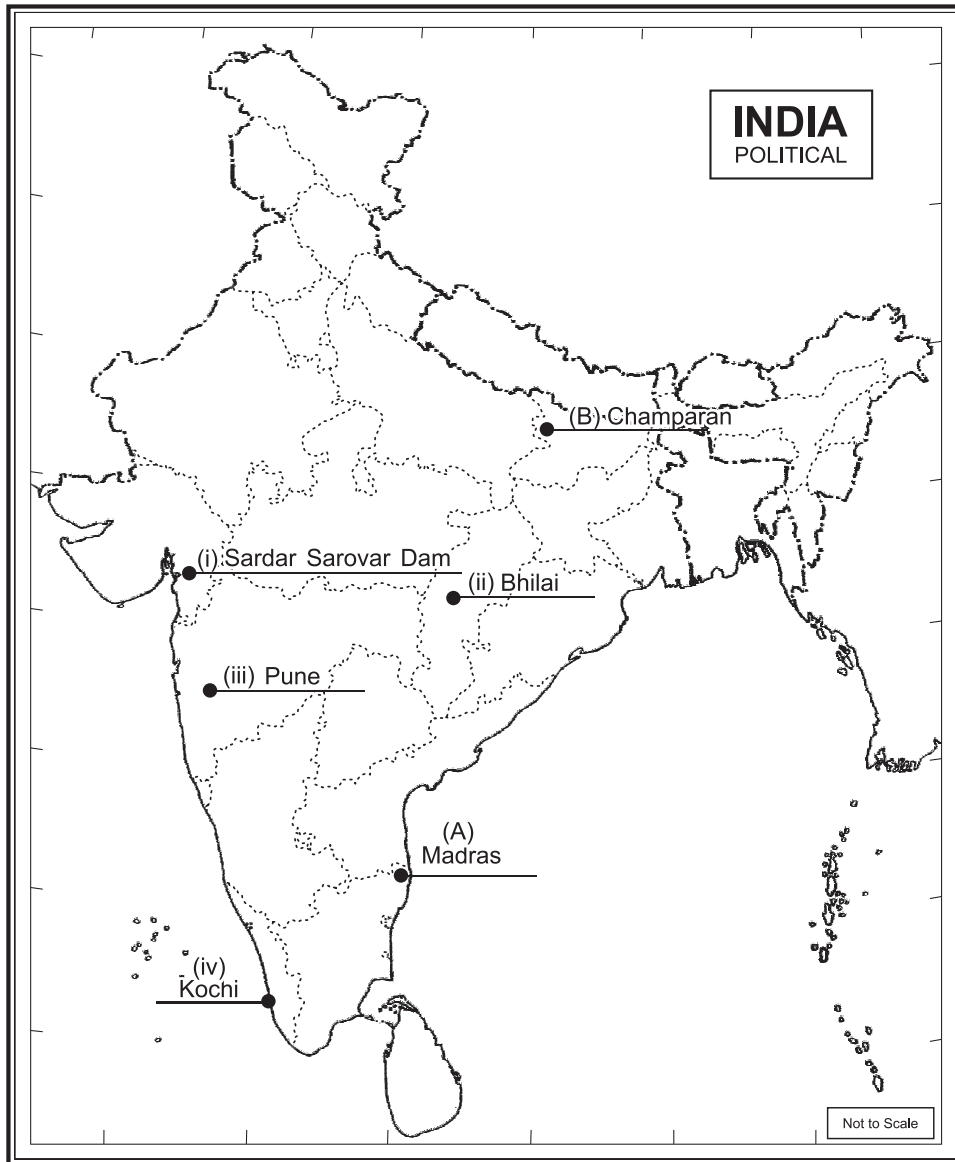 INDIA
POLITICAL
(B) Champaran
(i) Sardar Sarovar Dam
(ii) Bhilai
(iii) Pune
(A)
Madras
(iv)
Kochi
Not to Scale